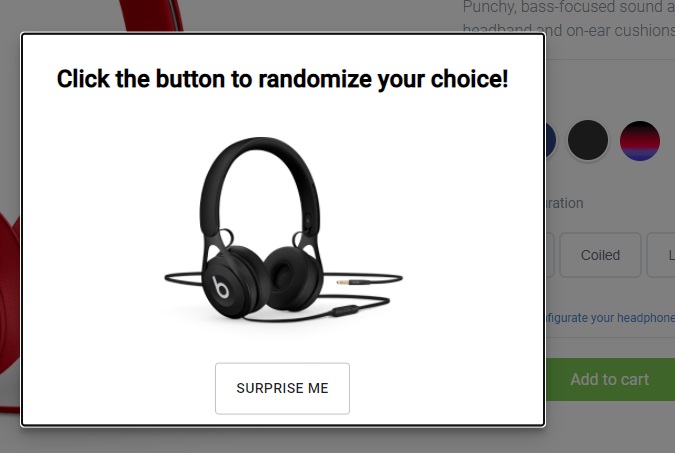 Punchy, bass-focused sound a
headband and on-ear cushions
Click the button to randomize your choice!
b
uration
Coiled
L
nfigurate your headphone
SURPRISE ME
Add to cart